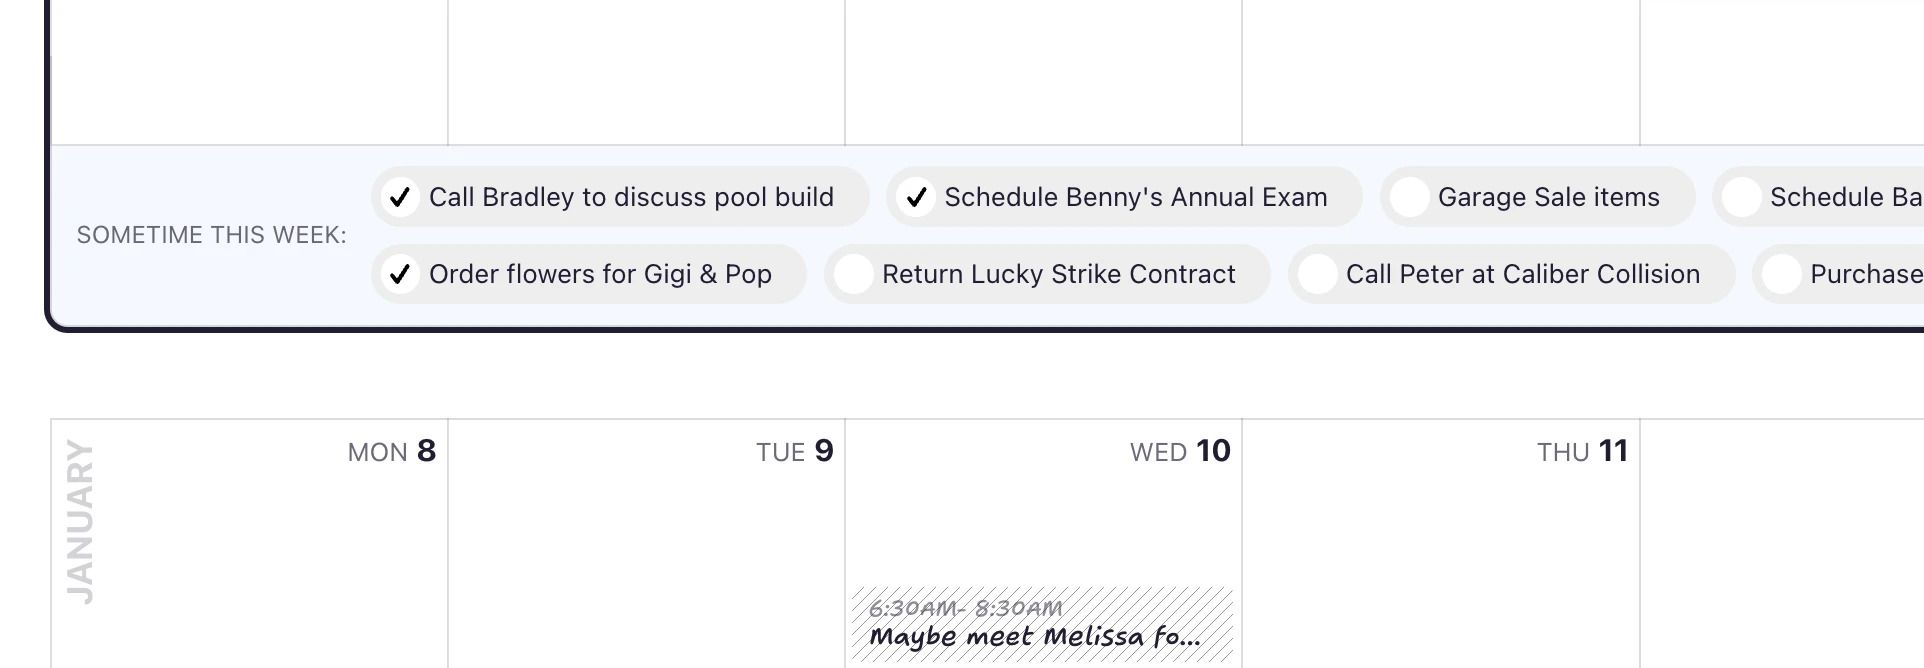 Call Bradley to discuss pool build Schedule Benny's Annual Exam Garage Sale items Schedule Ba
SOMETIME THIS WEEK:
Order flowers for Gigi & Pop Return Lucky Strike Contract Call Peter at Caliber Collision Purchase
JANUARY
MON 8 TUE 9 WED 10 THU 11
6:30AM- 8:30AM
Maybe meet Melissa fo...